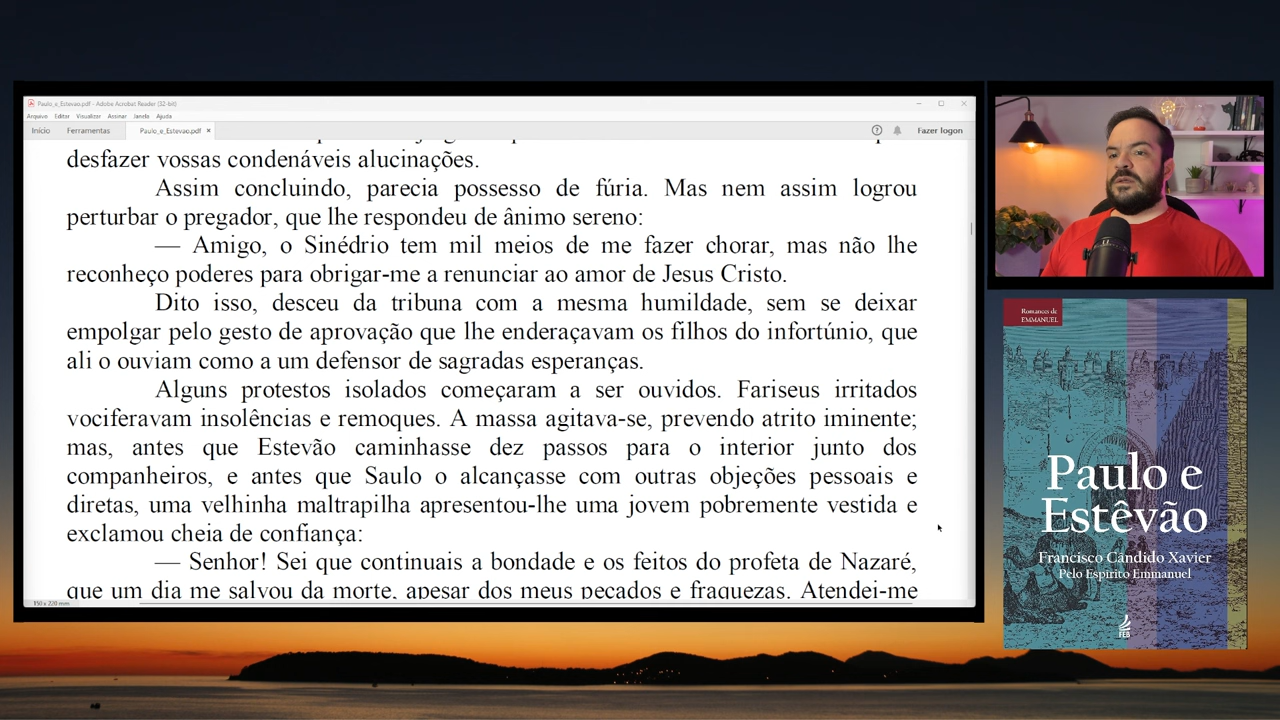 Paulo_e_Estevao.pdf - Adobe Acrobat Reader (32-bit)
Arquivo Editar Visualizar Assinar Janela Ajuda
Início Ferramentas Paulo_e_Estevao.pdf × Fazer logon
desfazer vossas condenáveis alucinações.
Assim concluindo, parecia possesso de fúria. Mas nem assim logrou
perturbar o pregador, que lhe respondeu de ânimo sereno:
— Amigo, o Sinédrio tem mil meios de me fazer chorar, mas não lhe
reconheço poderes para obrigar-me a renunciar ao amor de Jesus Cristo.
Dito isso, desceu da tribuna com a mesma humildade, sem se deixar
empolgar pelo gesto de aprovação que lhe enderaçavam os filhos do infortúnio, que
ali o ouviam como a um defensor de sagradas esperanças.
Alguns protestos isolados começaram a ser ouvidos. Fariseus irritados
vociferavam insolências e remoques. A massa agitava-se, prevendo atrito iminente;
mas, antes que Estevão caminhasse dez passos para o interior junto dos
companheiros, e antes que Saulo o alcançasse com outras objeções pessoais e
diretas, uma velhinha maltrapilha apresentou-lhe uma jovem pobremente vestida e
exclamou cheia de confiança:
— Senhor! Sei que continuais a bondade e os feitos do profeta de Nazaré,
que um dia me salvou da morte, apesar dos meus pecados e fraquezas. Atendei-me
150 x 220 mm
Romances de
EMMANUEL
Paulo e
Estêvão
Francisco Cândido Xavier
Pelo Espírito Emmanuel
FEB